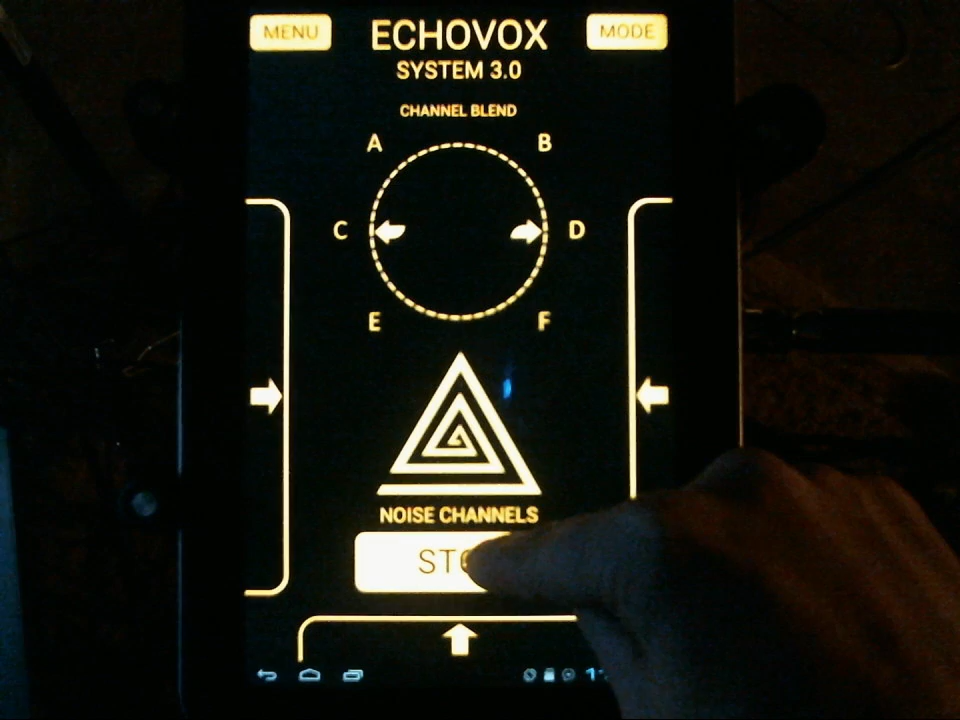 MENU
ECHOVOX
MODE
SYSTEM 3.0
CHANNEL BLEND
A
B
C
D
E
F
NOISE CHANNELS